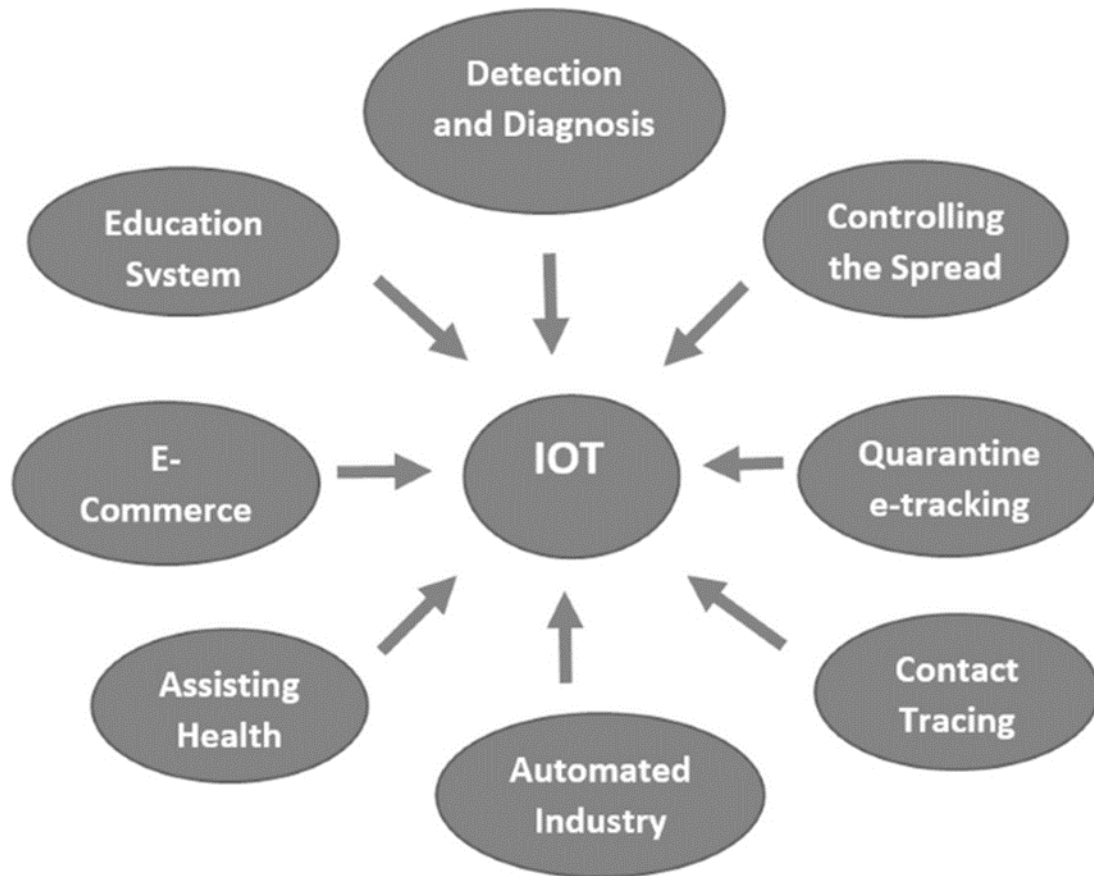 Detection
and Diagnosis
Education
Svstem
Controlling
the Spread
E-
Commerce
IOT
Quarantine
e-tracking
Assisting
Health
Contact
Tracing
Automated
Industry